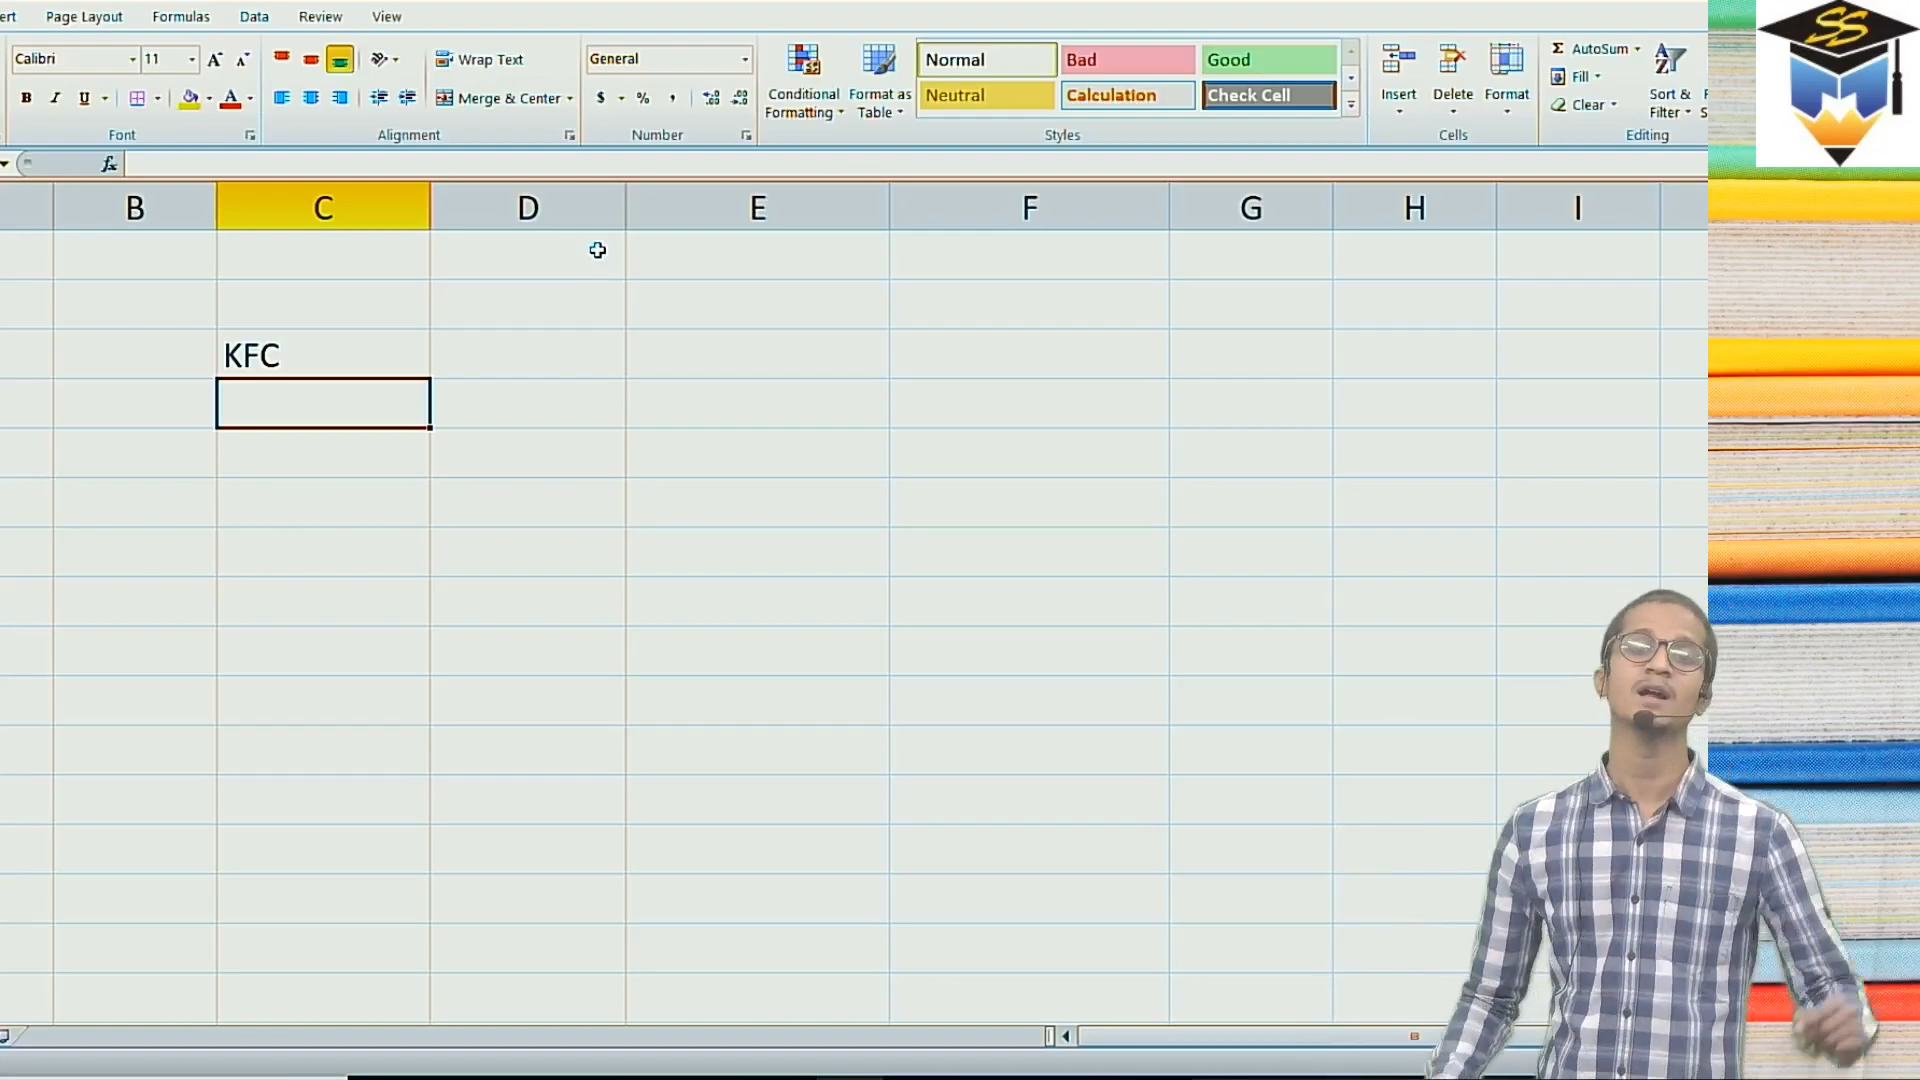 ert Page Layout Formulas Data Review View
Calibri 11 A A Wrap Text General Normal Bad Good AutoSum
Insert Delete Format Fill
B I U A Merge & Center $ % , Conditional Format as Neutral Calculation Check Cell Clear Sort &
Formatting Table Filter
Font Alignment Number Styles Cells Editing
fx
B C D E F G H I
KFC
SS